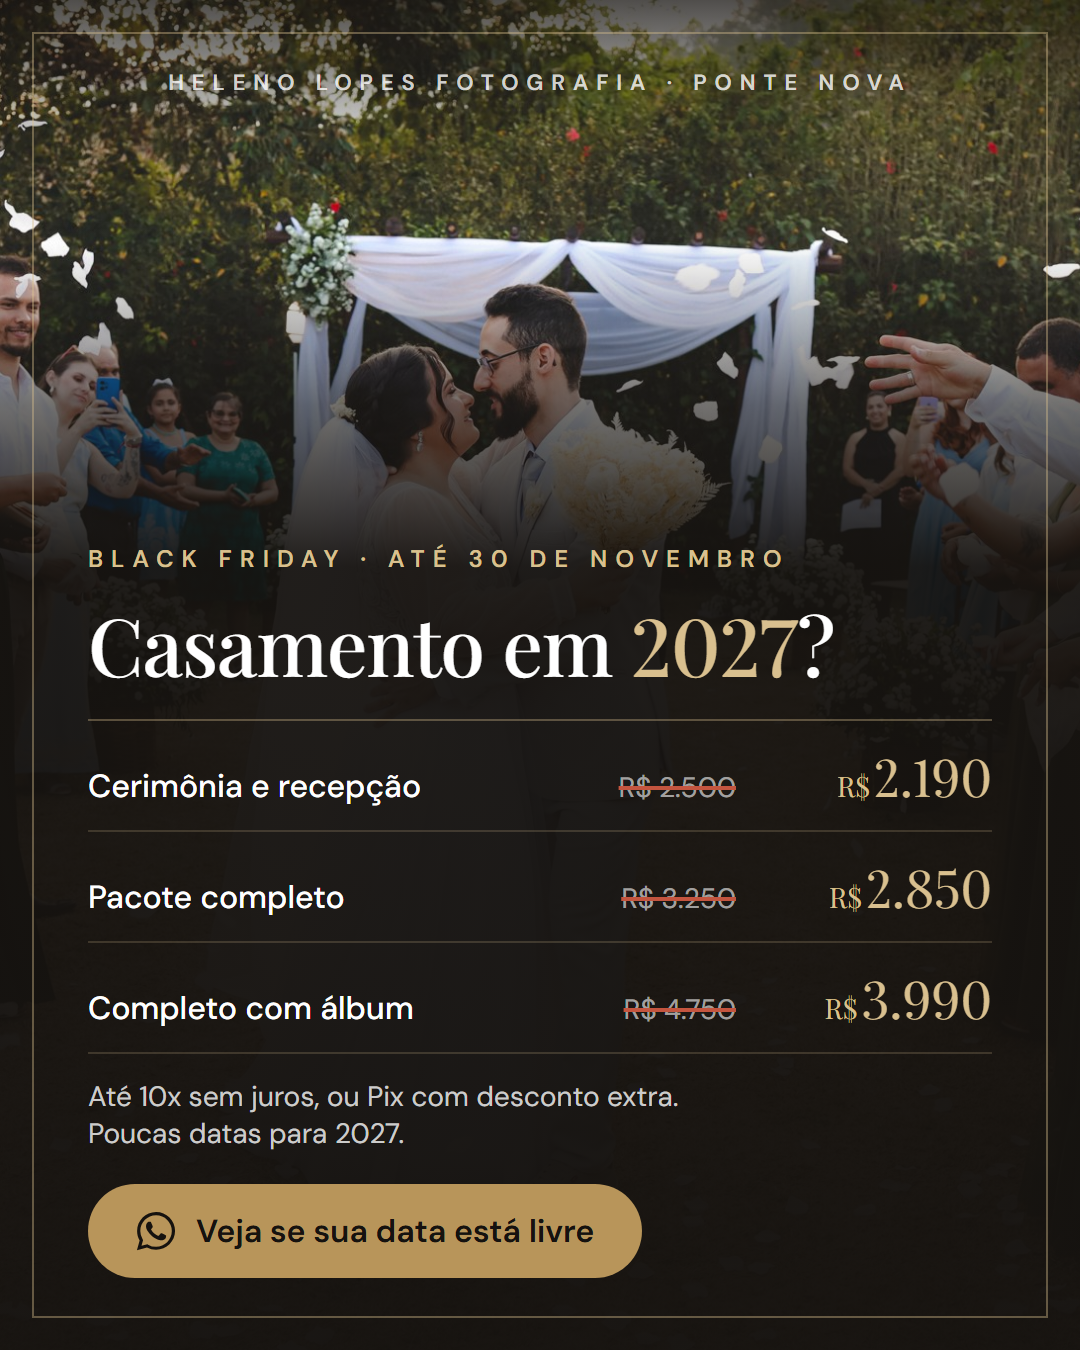 HELENO LOPES FOTOGRAFIA · PONTE NOVA
BLACK FRIDAY · ATÉ 30 DE NOVEMBRO
Casamento em 2027?
Cerimônia e recepção R$ 2.500 R$2.190
Pacote completo R$ 3.250 R$2.850
Completo com álbum R$ 4.750 R$3.990
Até 10x sem juros, ou Pix com desconto extra.
Poucas datas para 2027.
Veja se sua data está livre